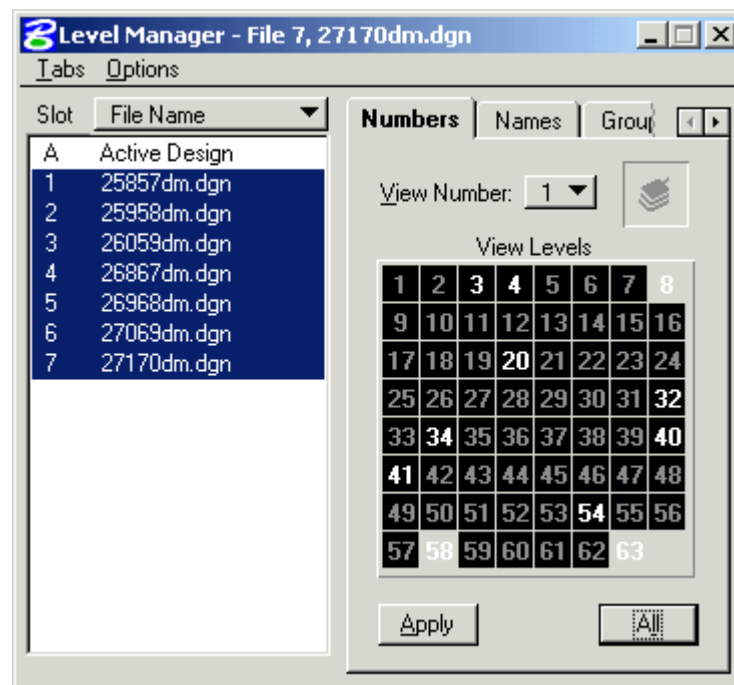 Level Manager - File 7, 27170dm.dgn
Tabs Options
Slot File Name
A Active Design
1 25857dm.dgn
2 25958dm.dgn
3 26059dm.dgn
4 26867dm.dgn
5 26968dm.dgn
6 27069dm.dgn
7 27170dm.dgn
Numbers Names Group
View Number: 1
View Levels
1 2 3 4 5 6 7 8
9 10 11 12 13 14 15 16
17 18 19 20 21 22 23 24
25 26 27 28 29 30 31 32
33 34 35 36 37 38 39 40
41 42 43 44 45 46 47 48
49 50 51 52 53 54 55 56
57 58 59 60 61 62 63
Apply All